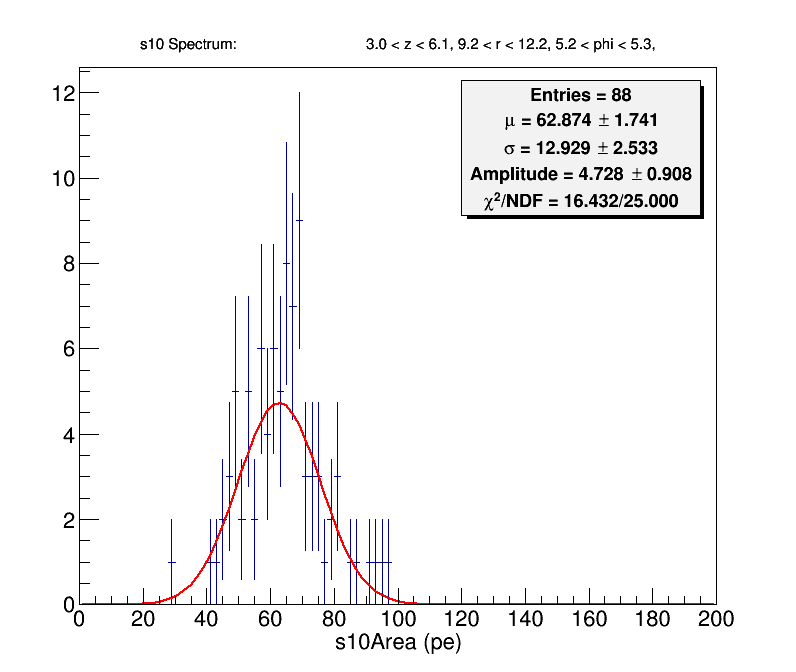 s10 Spectrum: 3.0 < z < 6.1, 9.2 < r < 12.2, 5.2 < phi < 5.3,
Entries = 88
μ = 62.874 ± 1.741
σ = 12.929 ± 2.533
Amplitude = 4.728 ± 0.908
χ²/NDF = 16.432/25.000
12
10
8
6
4
2
0
0 20 40 60 80 100 120 140 160 180 200
s10Area (pe)